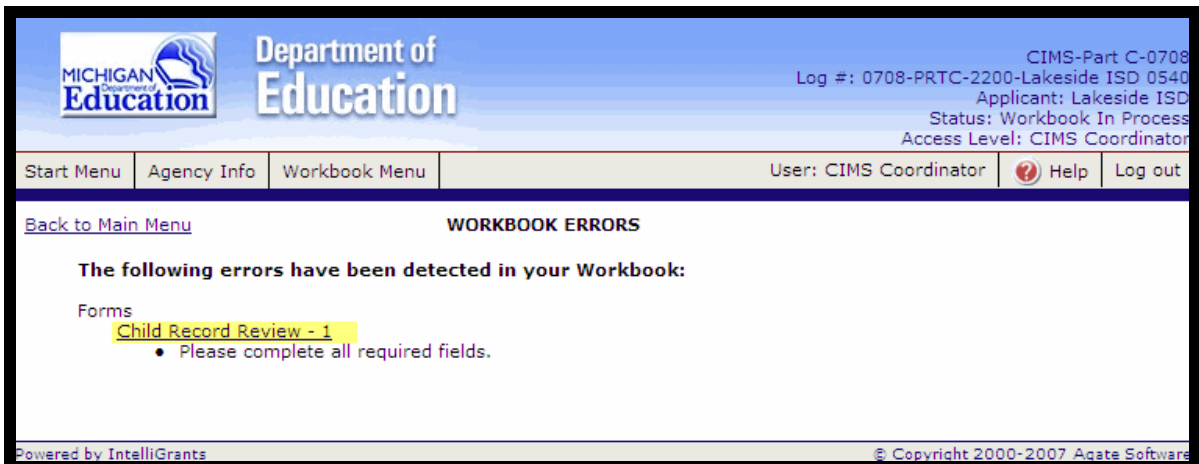 MICHIGAN
Department of
Education
Department of
Education
CIMS-Part C-0708
Log #: 0708-PRTC-2200-Lakeside ISD 0540
Applicant: Lakeside ISD
Status: Workbook In Process
Access Level: CIMS Coordinator
Start Menu Agency Info Workbook Menu User: CIMS Coordinator ? Help Log out
Back to Main Menu WORKBOOK ERRORS
The following errors have been detected in your Workbook:
Forms
Child Record Review - 1
• Please complete all required fields.
Powered by IntelliGrants © Copyright 2000-2007 Agate Software